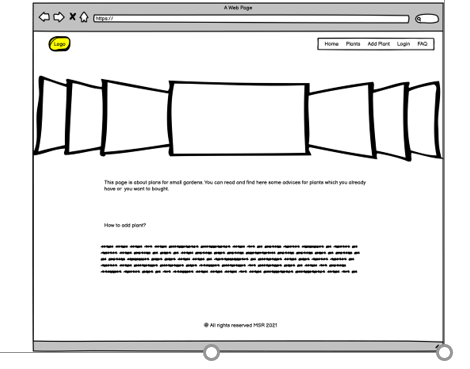 A Web Page
https://
Logo
Home Plants Add Plant Login FAQ
This page is about plans for small gardens. You can read and find here some advices for plants which you already
have or you want to bought.
How to add plant?
@ All rights reserved MSR 2021